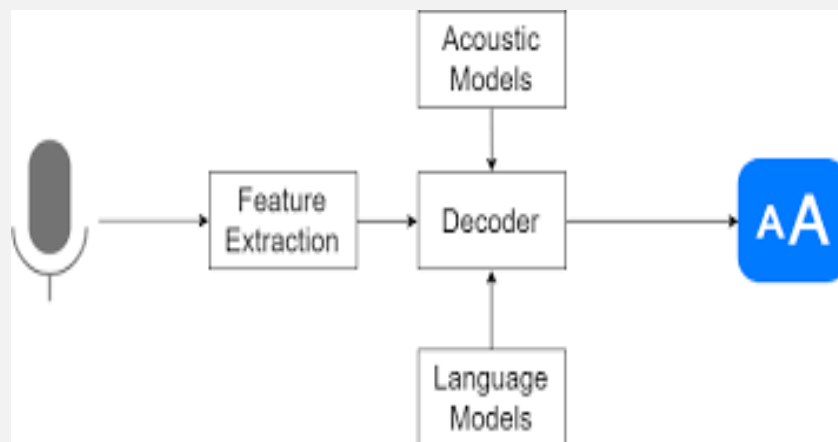 Acoustic
Models
Feature
Extraction
Decoder
AA
Language
Models